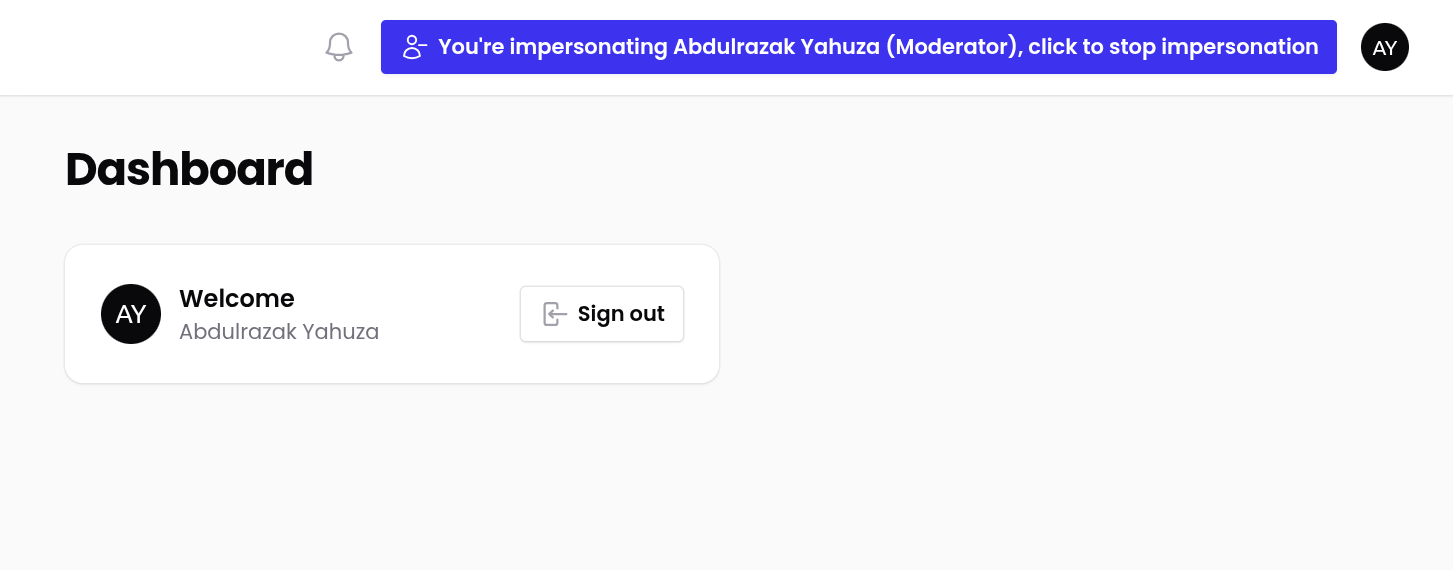 You're impersonating Abdulrazak Yahuza (Moderator), click to stop impersonation
AY
Dashboard
AY
Welcome
Abdulrazak Yahuza
Sign out